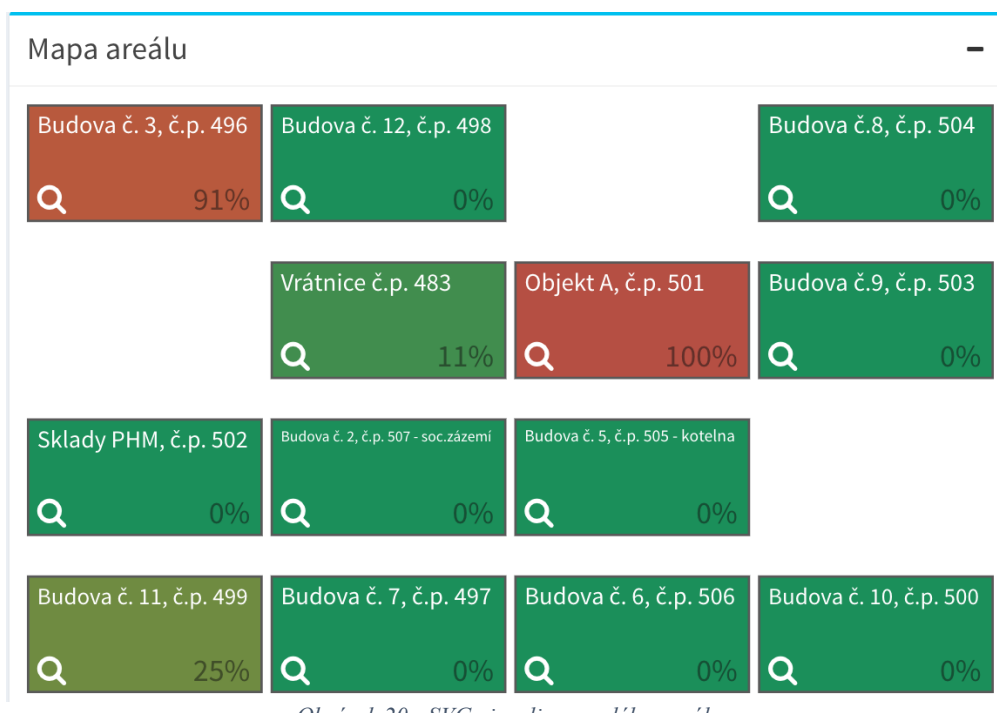 Mapa areálu
Budova č. 3, č.p. 496
91%
Budova č. 12, č.p. 498
0%
Budova č.8, č.p. 504
0%
Vrátnice č.p. 483
11%
Objekt A, č.p. 501
100%
Budova č.9, č.p. 503
0%
Sklady PHM, č.p. 502
0%
Budova č. 2, č.p. 507 - soc.zázemí
0%
Budova č. 5, č.p. 505 - kotelna
0%
Budova č. 11, č.p. 499
25%
Budova č. 7, č.p. 497
0%
Budova č. 6, č.p. 506
0%
Budova č. 10, č.p. 500
0%